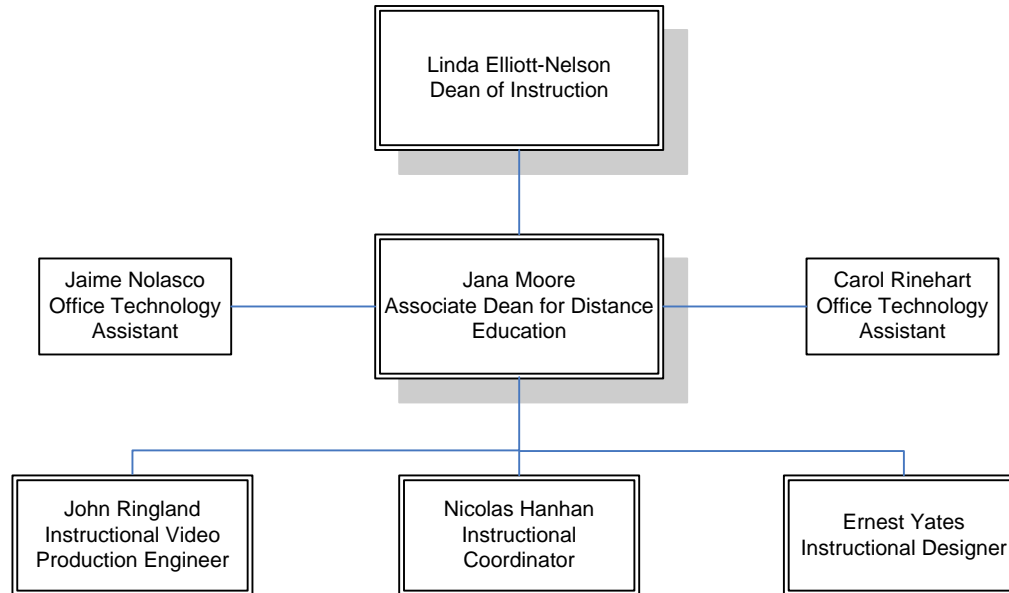 Linda Elliott-Nelson
Dean of Instruction
Jaime Nolasco
Office Technology
Assistant
Jana Moore
Associate Dean for Distance
Education
Carol Rinehart
Office Technology
Assistant
John Ringland
Instructional Video
Production Engineer
Nicolas Hanhan
Instructional
Coordinator
Ernest Yates
Instructional Designer